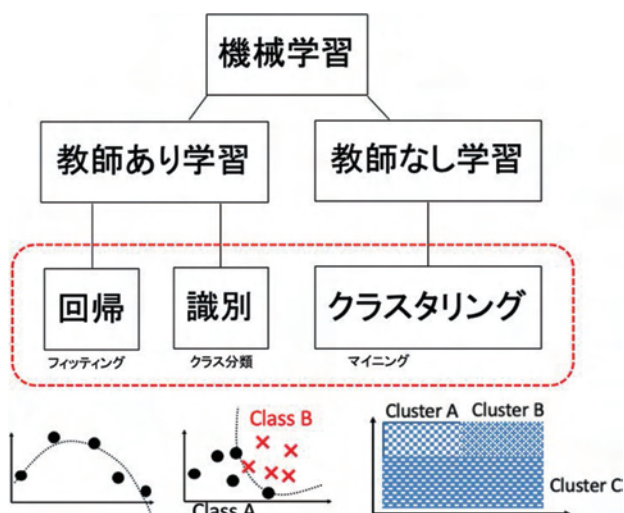 機械学習
教師あり学習
教師なし学習
回帰
識別
クラスタリング
フィッティング
クラス分類
マイニング
Class B
Class A
Cluster A
Cluster B
Cluster C